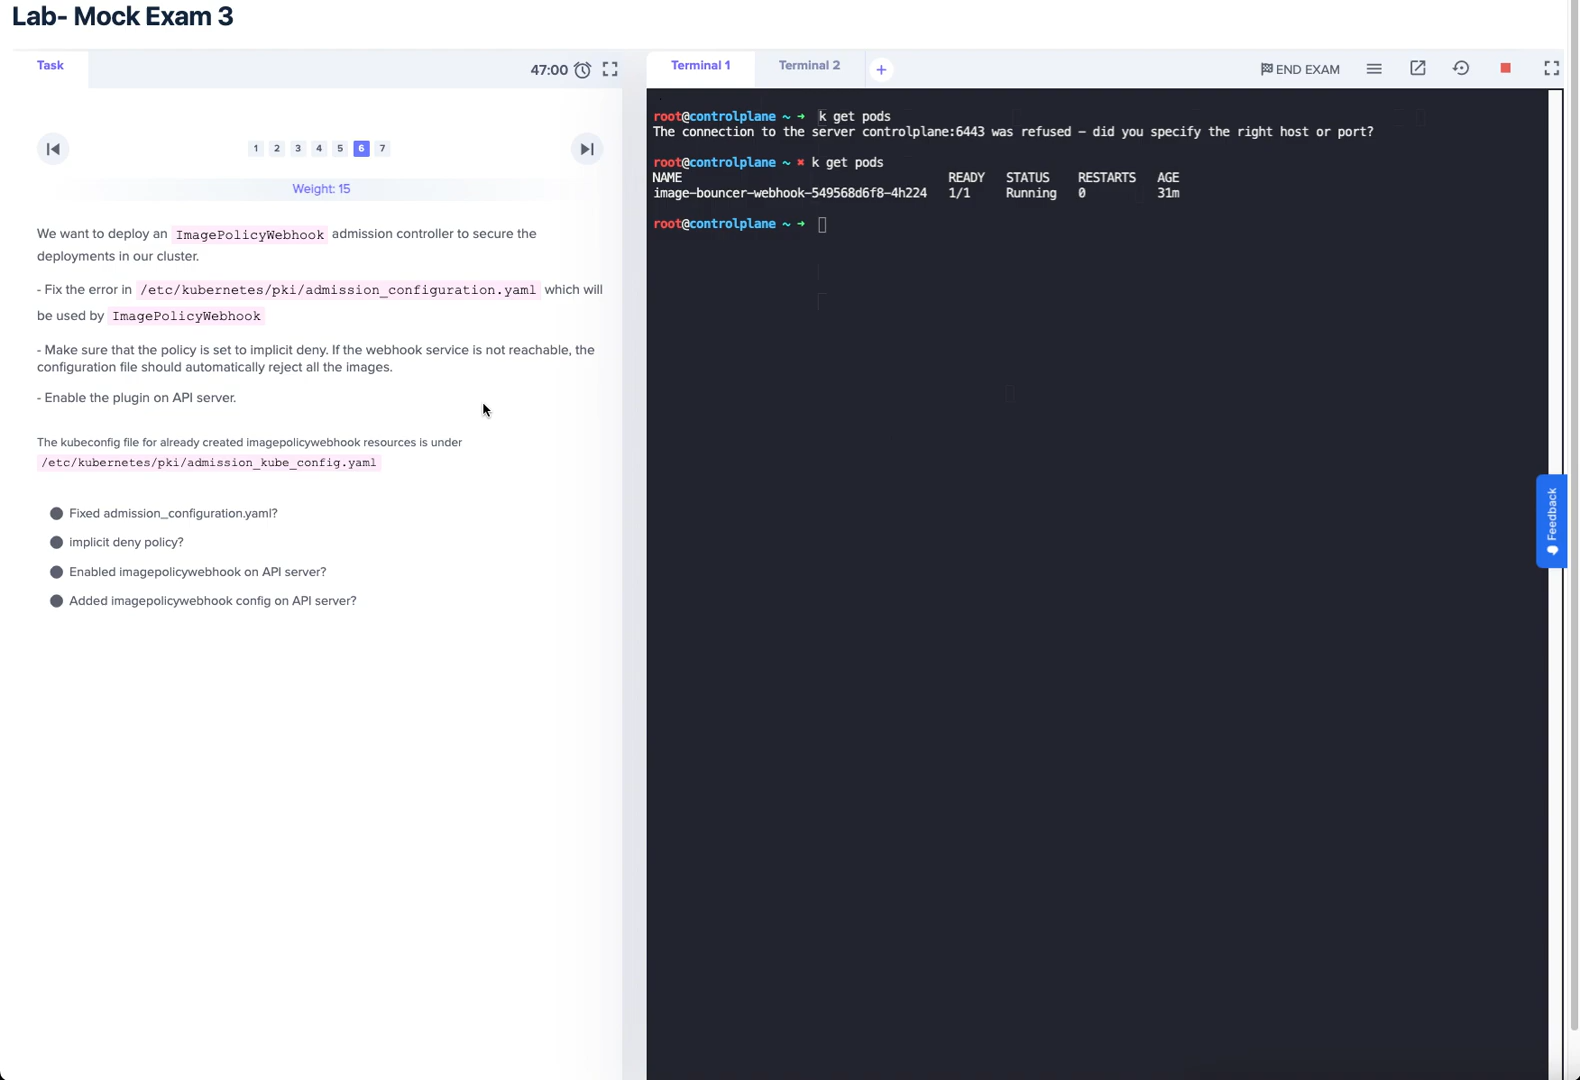 Lab- Mock Exam 3
Task
47:00
Terminal 1
Terminal 2
+
END EXAM
1 2 3 4 5 6 7
Weight: 15
We want to deploy an ImagePolicyWebhook admission controller to secure the
deployments in our cluster.
- Fix the error in /etc/kubernetes/pki/admission_configuration.yaml which will
be used by ImagePolicyWebhook
- Make sure that the policy is set to implicit deny. If the webhook service is not reachable, the
configuration file should automatically reject all the images.
- Enable the plugin on API server.
The kubeconfig file for already created imagepolicywebhook resources is under
/etc/kubernetes/pki/admission_kube_config.yaml
Fixed admission_configuration.yaml?
implicit deny policy?
Enabled imagepolicywebhook on API server?
Added imagepolicywebhook config on API server?
root@controlplane ~ → k get pods
The connection to the server controlplane:6443 was refused – did you specify the right host or port?
root@controlplane ~ ✖ k get pods
NAME READY STATUS RESTARTS AGE
image-bouncer-webhook-549568d6f8-4h224 1/1 Running 0 31m
root@controlplane ~ →
Feedback